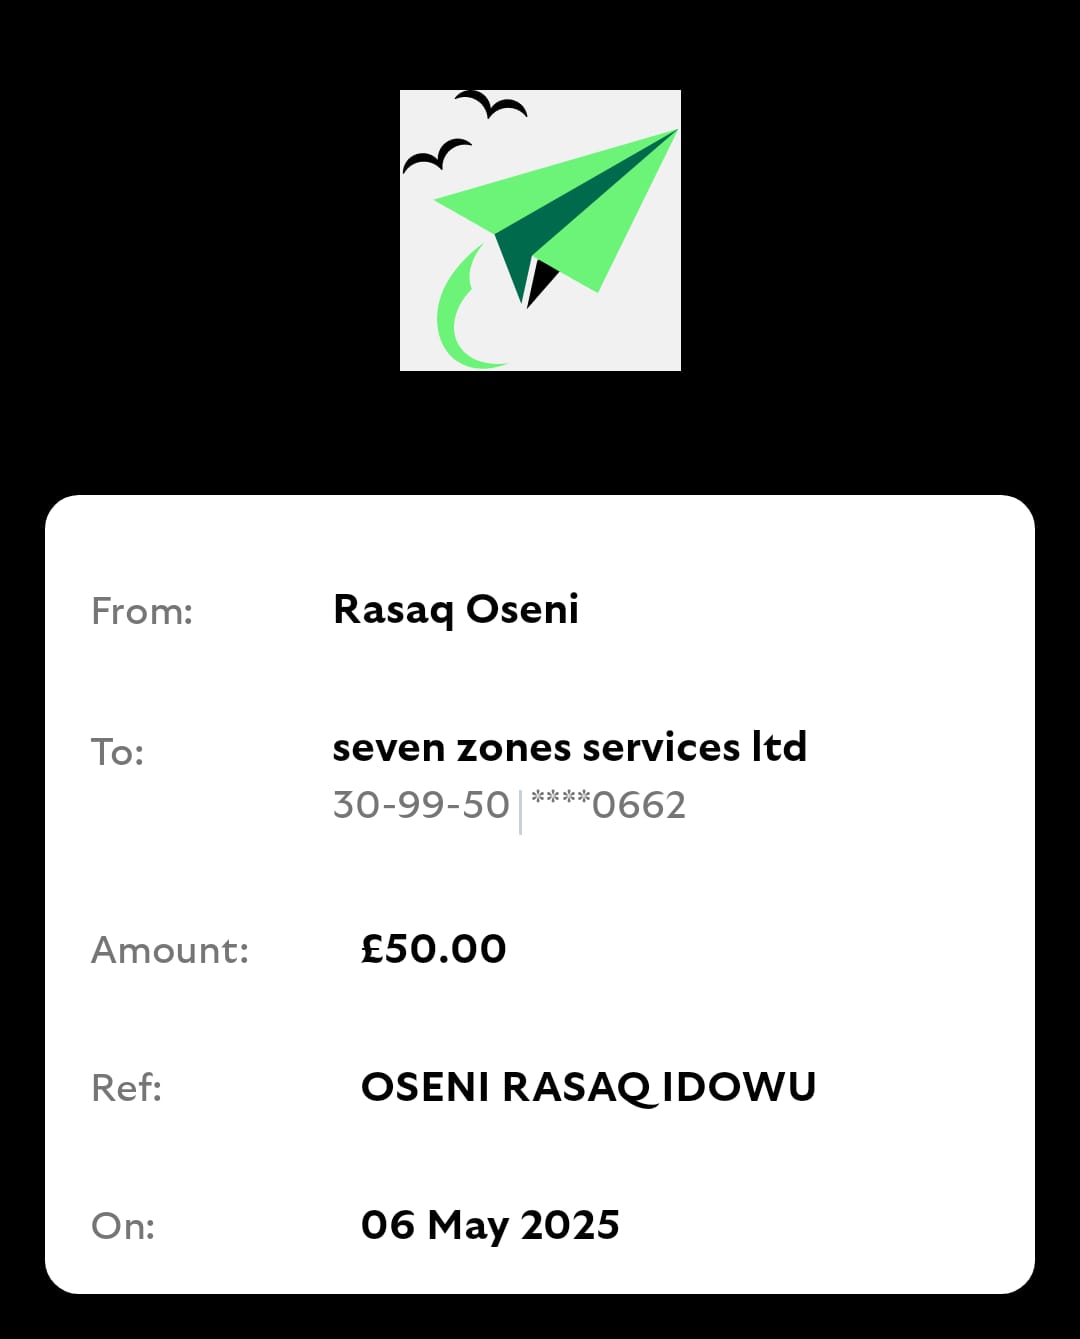 From: Rasaq Oseni
To: seven zones services ltd
30-99-50 | ****0662
Amount: £50.00
Ref: OSENI RASAQ IDOWU
On: 06 May 2025